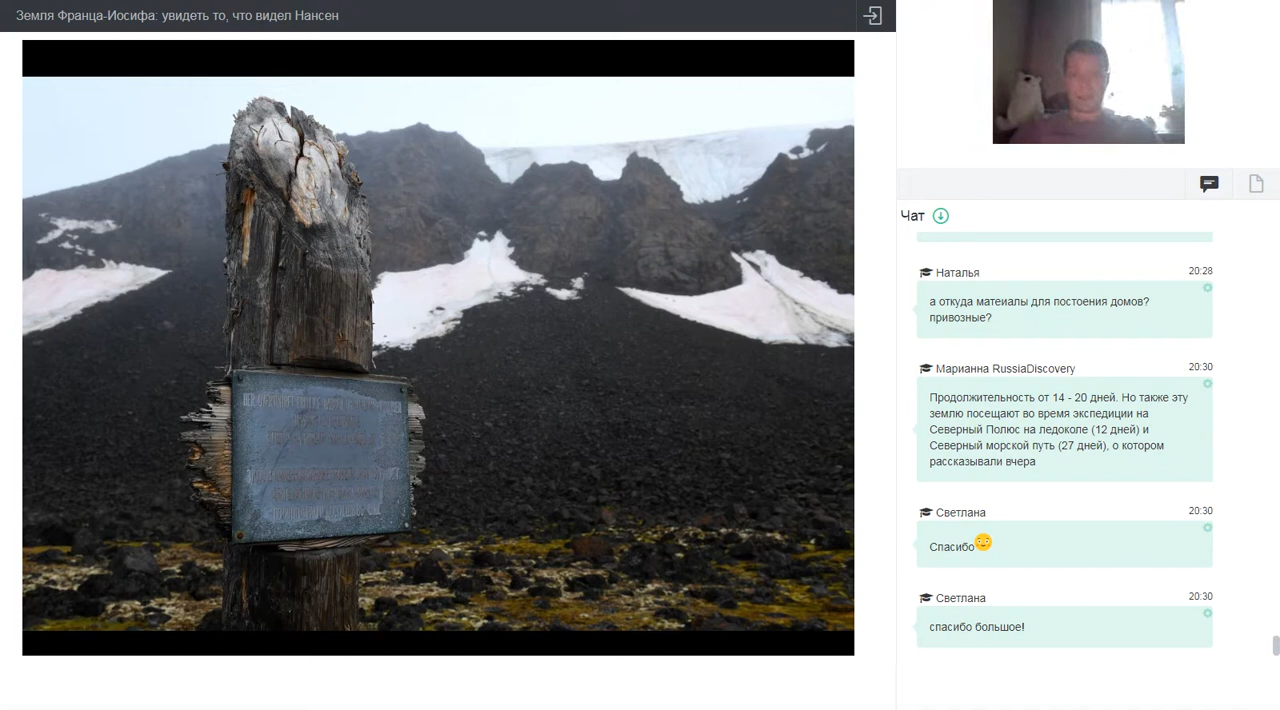 Земля Франца-Иосифа: увидеть то, что видел Нансен
Чат
Наталья
20:28
а откуда матеиалы для постоения домов?
привозные?
Марианна RussiaDiscovery
20:30
Продолжительность от 14 - 20 дней. Но также эту
землю посещают во время экспедиции на
Северный Полюс на ледоколе (12 дней) и
Северный морской путь (27 дней), о котором
рассказывали вчера
Светлана
20:30
Спасибо
Светлана
20:30
спасибо большое!